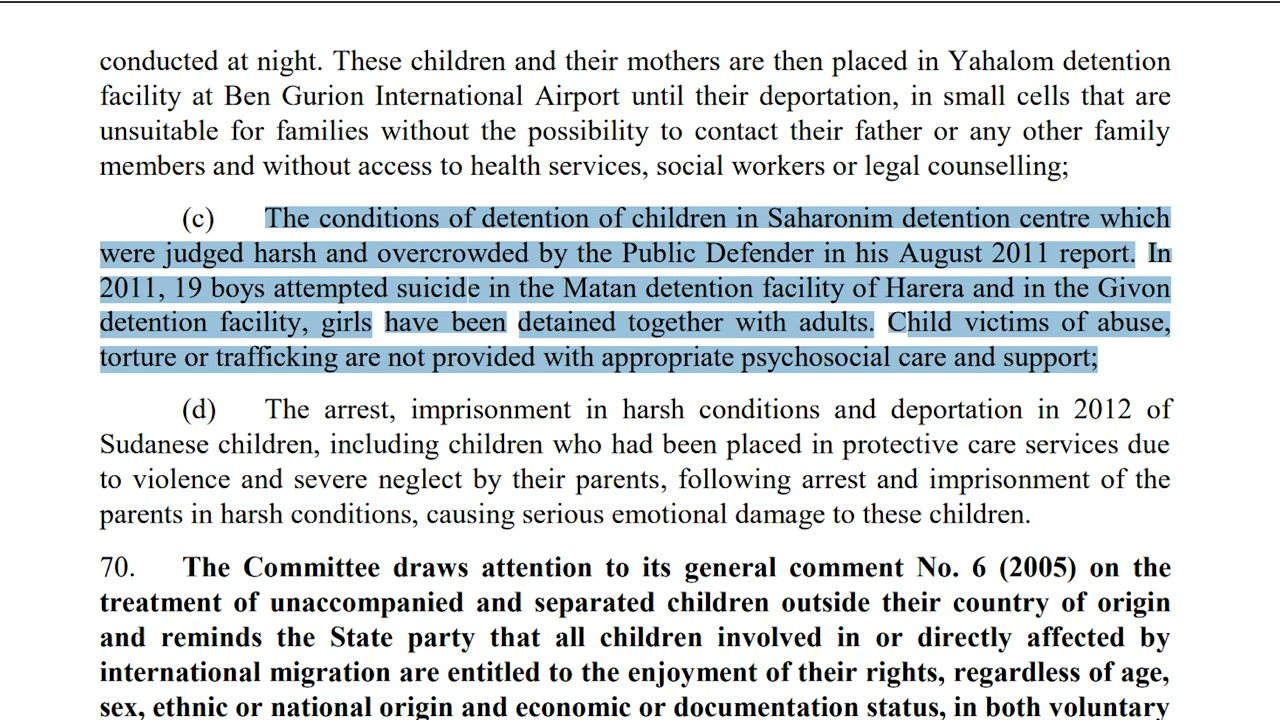 conducted at night. These children and their mothers are then placed in Yahalom detention
facility at Ben Gurion International Airport until their deportation, in small cells that are
unsuitable for families without the possibility to contact their father or any other family
members and without access to health services, social workers or legal counselling;
(c) The conditions of detention of children in Saharonim detention centre which
were judged harsh and overcrowded by the Public Defender in his August 2011 report. In
2011, 19 boys attempted suicide in the Matan detention facility of Harera and in the Givon
detention facility, girls have been detained together with adults. Child victims of abuse,
torture or trafficking are not provided with appropriate psychosocial care and support;
(d) The arrest, imprisonment in harsh conditions and deportation in 2012 of
Sudanese children, including children who had been placed in protective care services due
to violence and severe neglect by their parents, following arrest and imprisonment of the
parents in harsh conditions, causing serious emotional damage to these children.
70. The Committee draws attention to its general comment No. 6 (2005) on the
treatment of unaccompanied and separated children outside their country of origin
and reminds the State party that all children involved in or directly affected by
international migration are entitled to the enjoyment of their rights, regardless of age,
sex, ethnic or national origin and economic or documentation status, in both voluntary